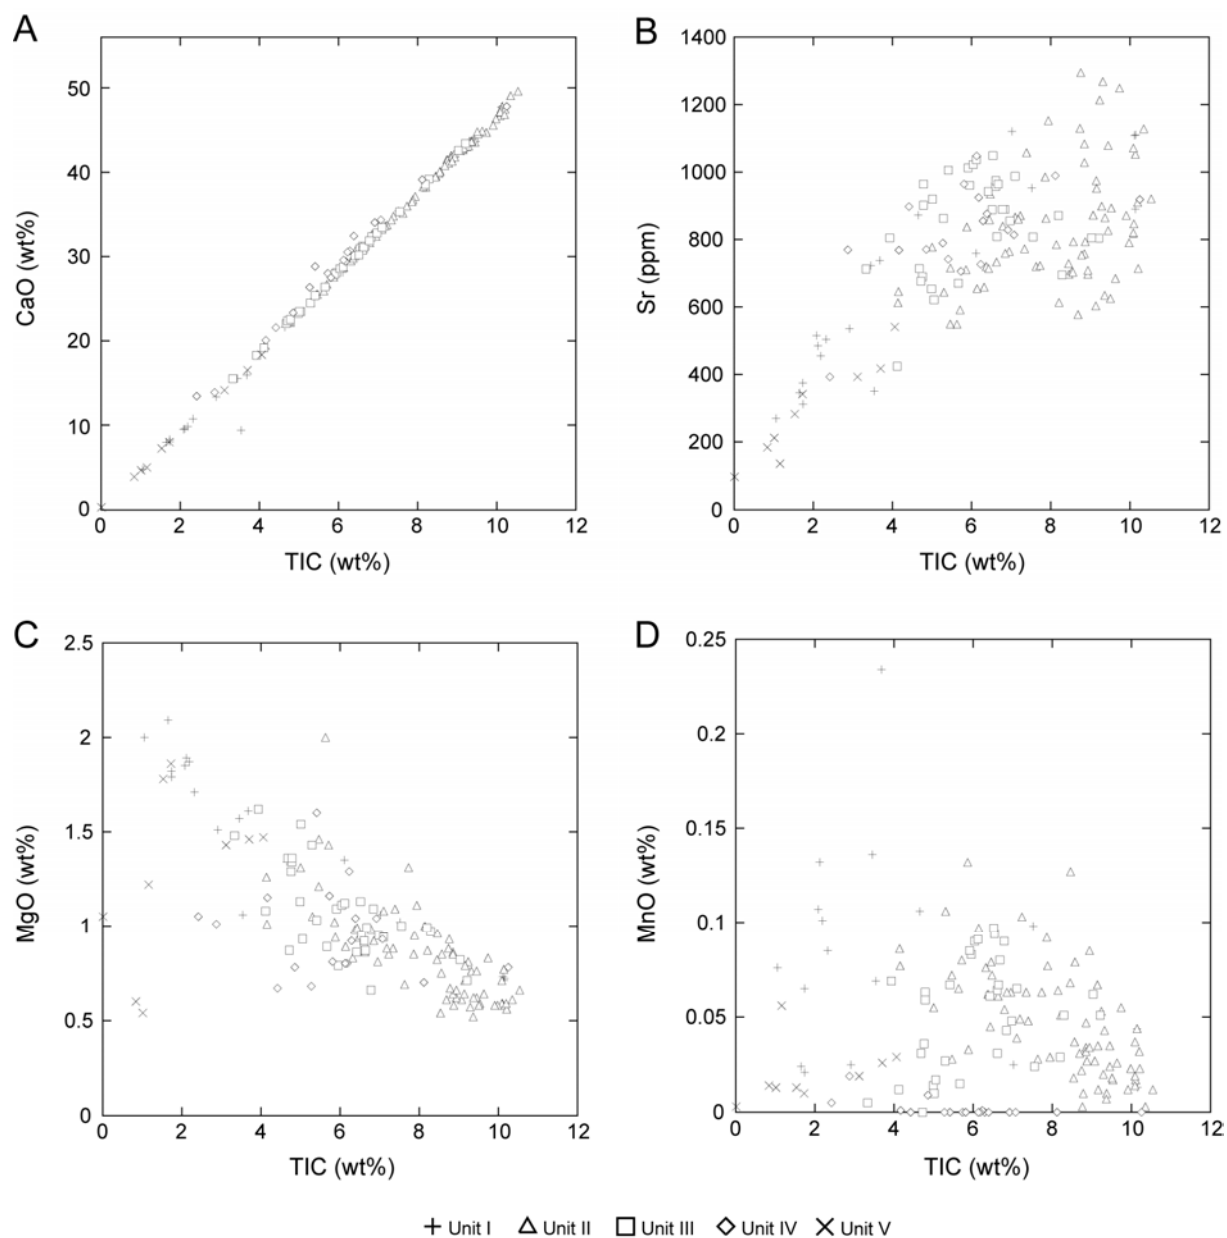 A
50
40
30
20
10
0
CaO (wt%)
0 2 4 6 8 10 12
TIC (wt%)
B
1400
1200
1000
800
600
400
200
0
Sr (ppm)
0 2 4 6 8 10 12
TIC (wt%)
C
2.5
2
1.5
1
0.5
0
MgO (wt%)
0 2 4 6 8 10 12
TIC (wt%)
D
0.25
0.2
0.15
0.1
0.05
0
MnO (wt%)
0 2 4 6 8 10 12
TIC (wt%)
Unit I Unit II Unit III Unit IV Unit V